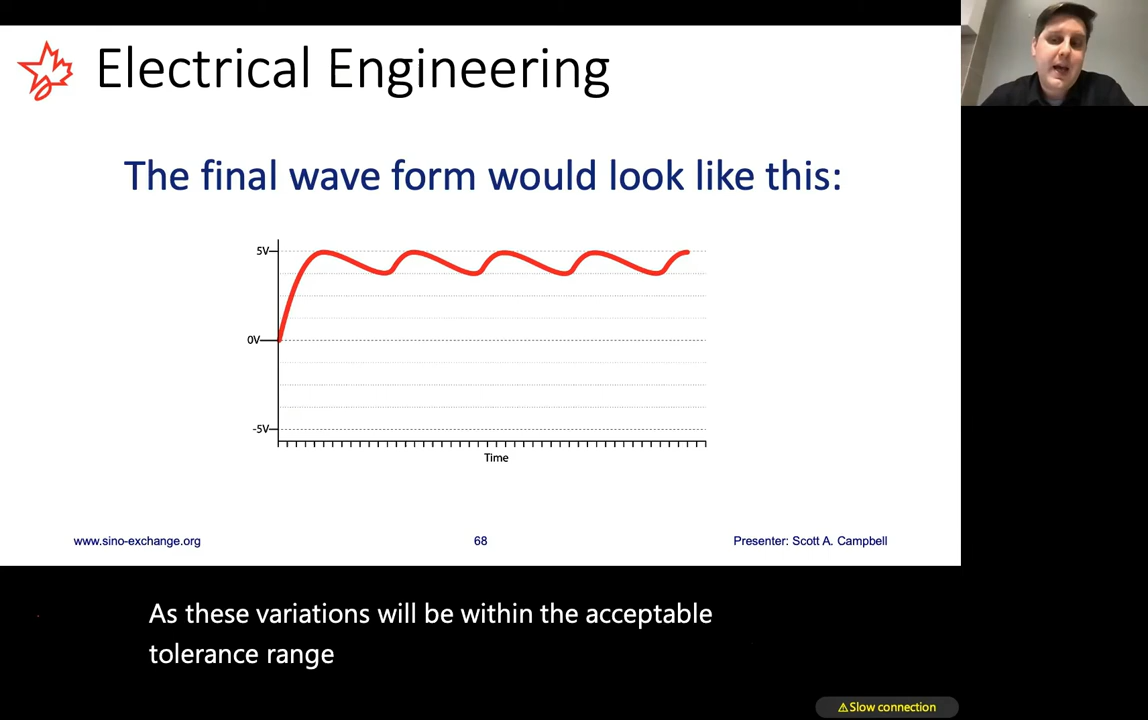 Electrical Engineering
The final wave form would look like this:
5V
0V
-5V
Time
www.sino-exchange.org
68
Presenter: Scott A. Campbell
As these variations will be within the acceptable
tolerance range
⚠Slow connection